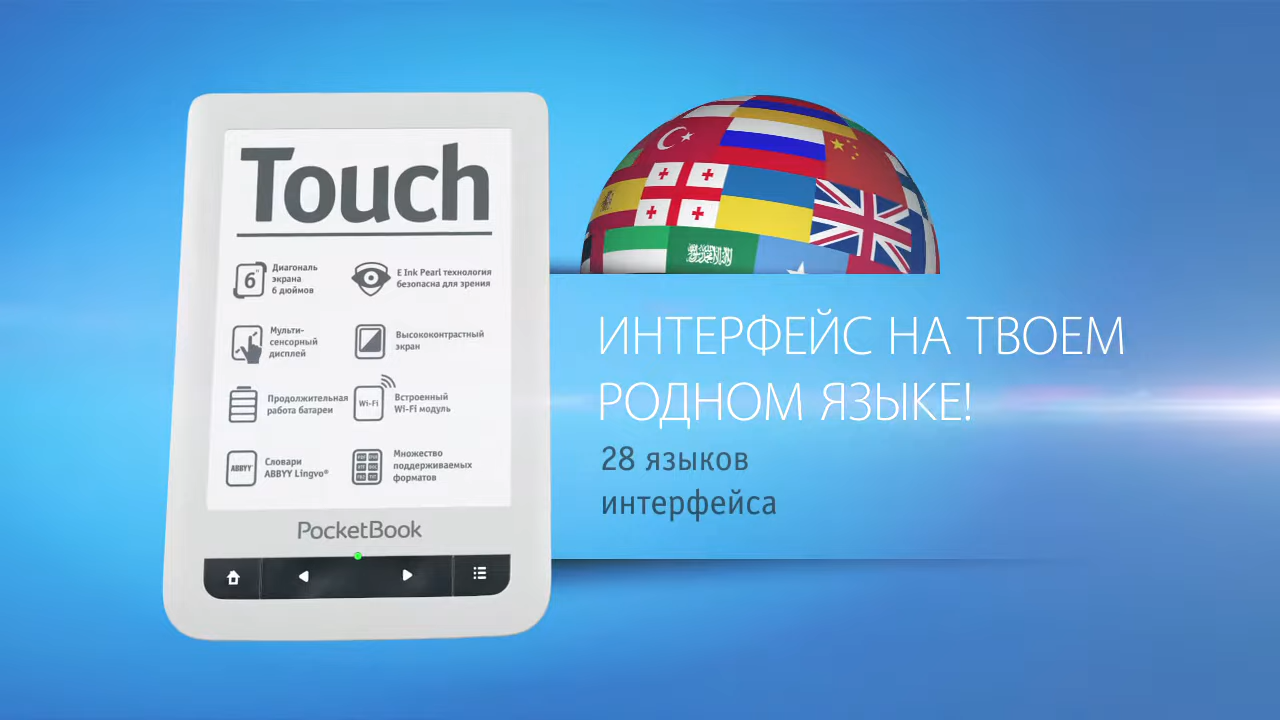 Touch
6"
Диагональ
экрана
6 дюймов
E Ink Pearl технология
безопасна для зрения
Мульти-
сенсорный
дисплей
Высококонтрастный
экран
Продолжительная
работа батареи
Wi-Fi
Встроенный
Wi-Fi модуль
ABBYY
Словари
ABBYY Lingvo®
Множество
поддерживаемых
форматов
PocketBook
ИНТЕРФЕЙС НА ТВОЕМ
РОДНОМ ЯЗЫКЕ!
28 языков
интерфейса